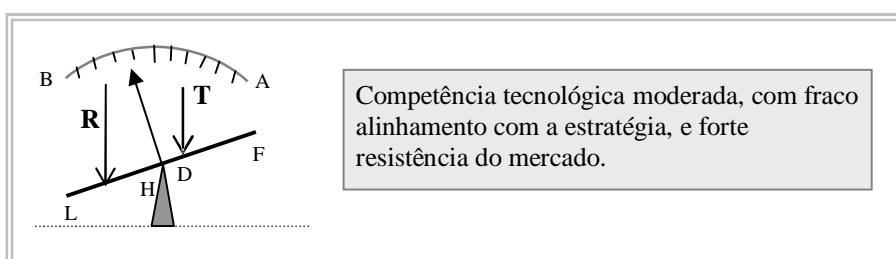 B
A
T
R
F
D
H
L
Competência tecnológica moderada, com fraco
alinhamento com a estratégia, e forte
resistência do mercado.